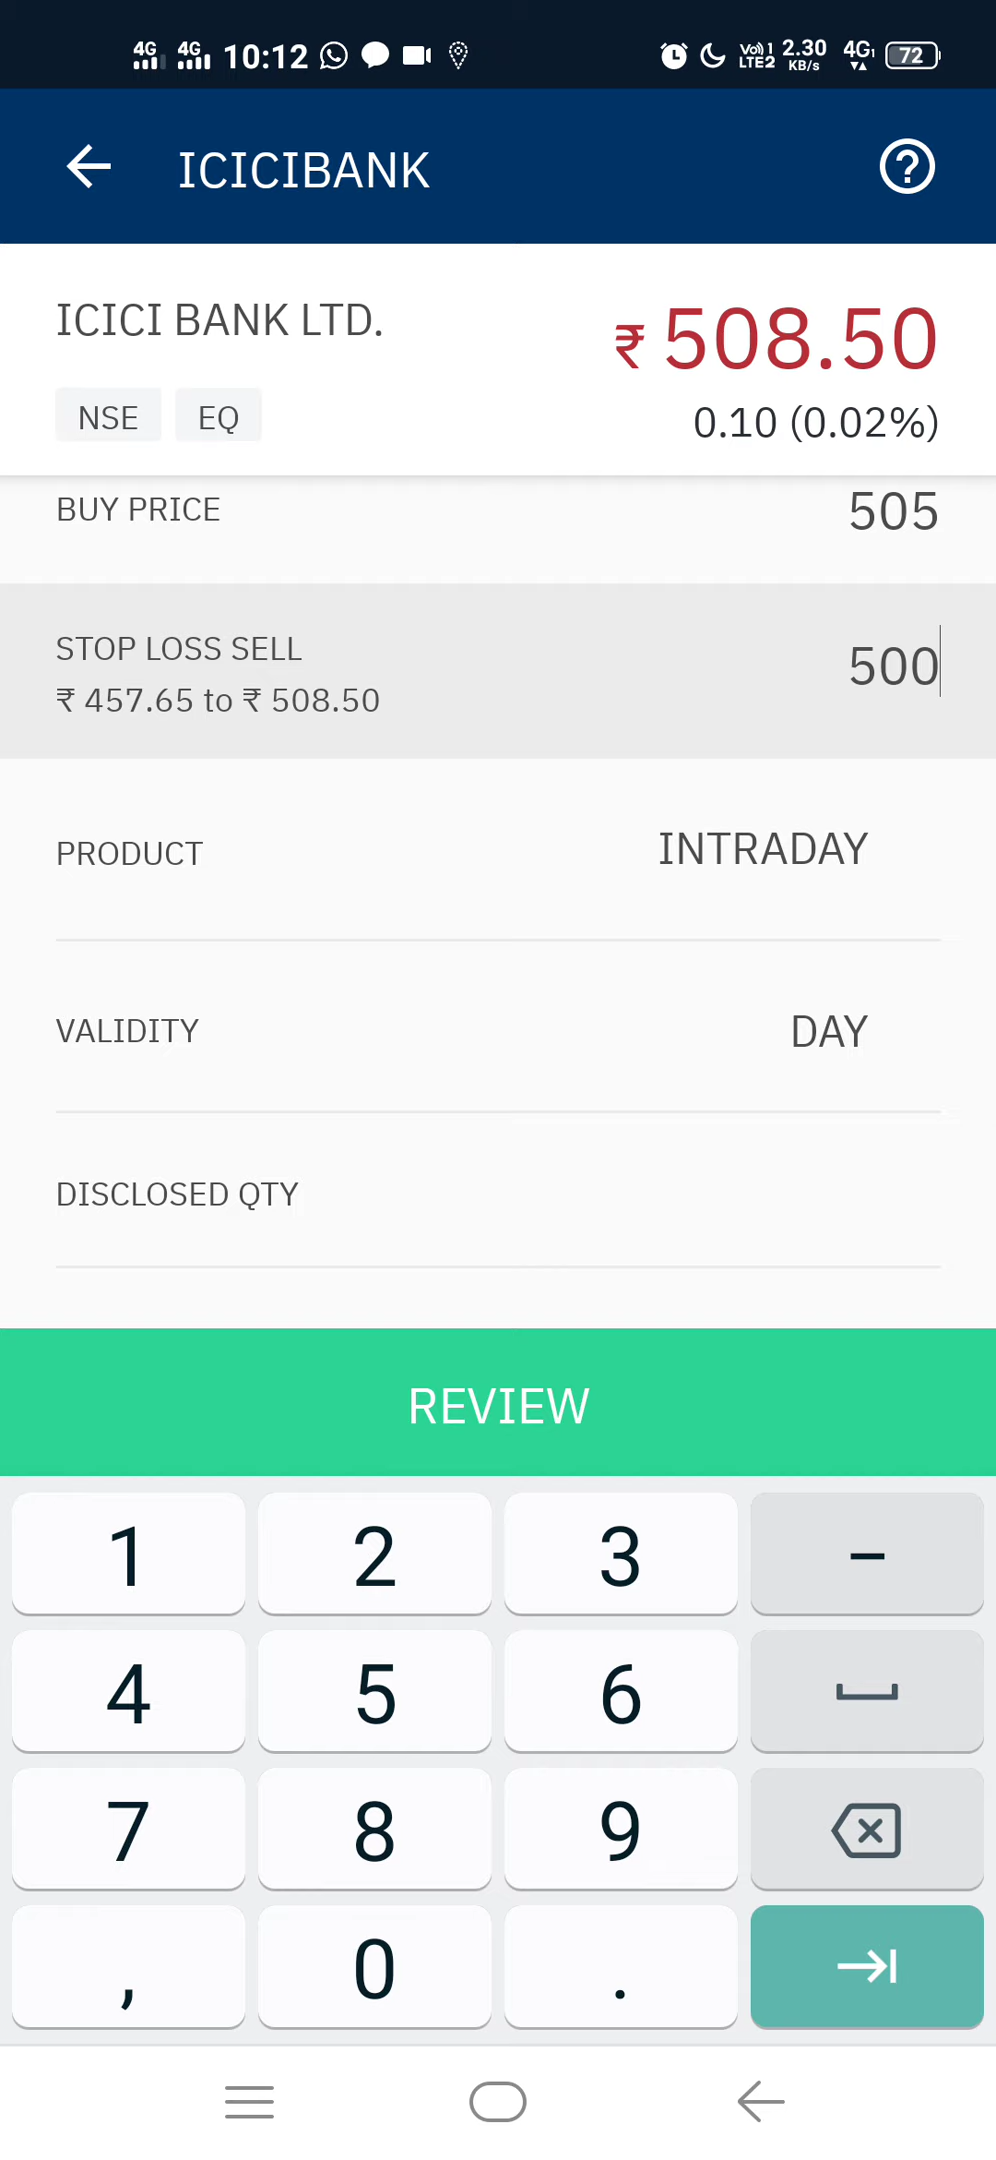 4G 4G 10:12 Vo)) 1 LTE2 2.30 KB/s 4G1 72
ICICIBANK
ICICI BANK LTD.
₹ 508.50
NSE EQ
0.10 (0.02%)
BUY PRICE 505
STOP LOSS SELL
₹ 457.65 to ₹ 508.50
500
PRODUCT INTRADAY
VALIDITY DAY
DISCLOSED QTY
REVIEW
1 2 3 -
4 5 6
7 8 9
, 0 .